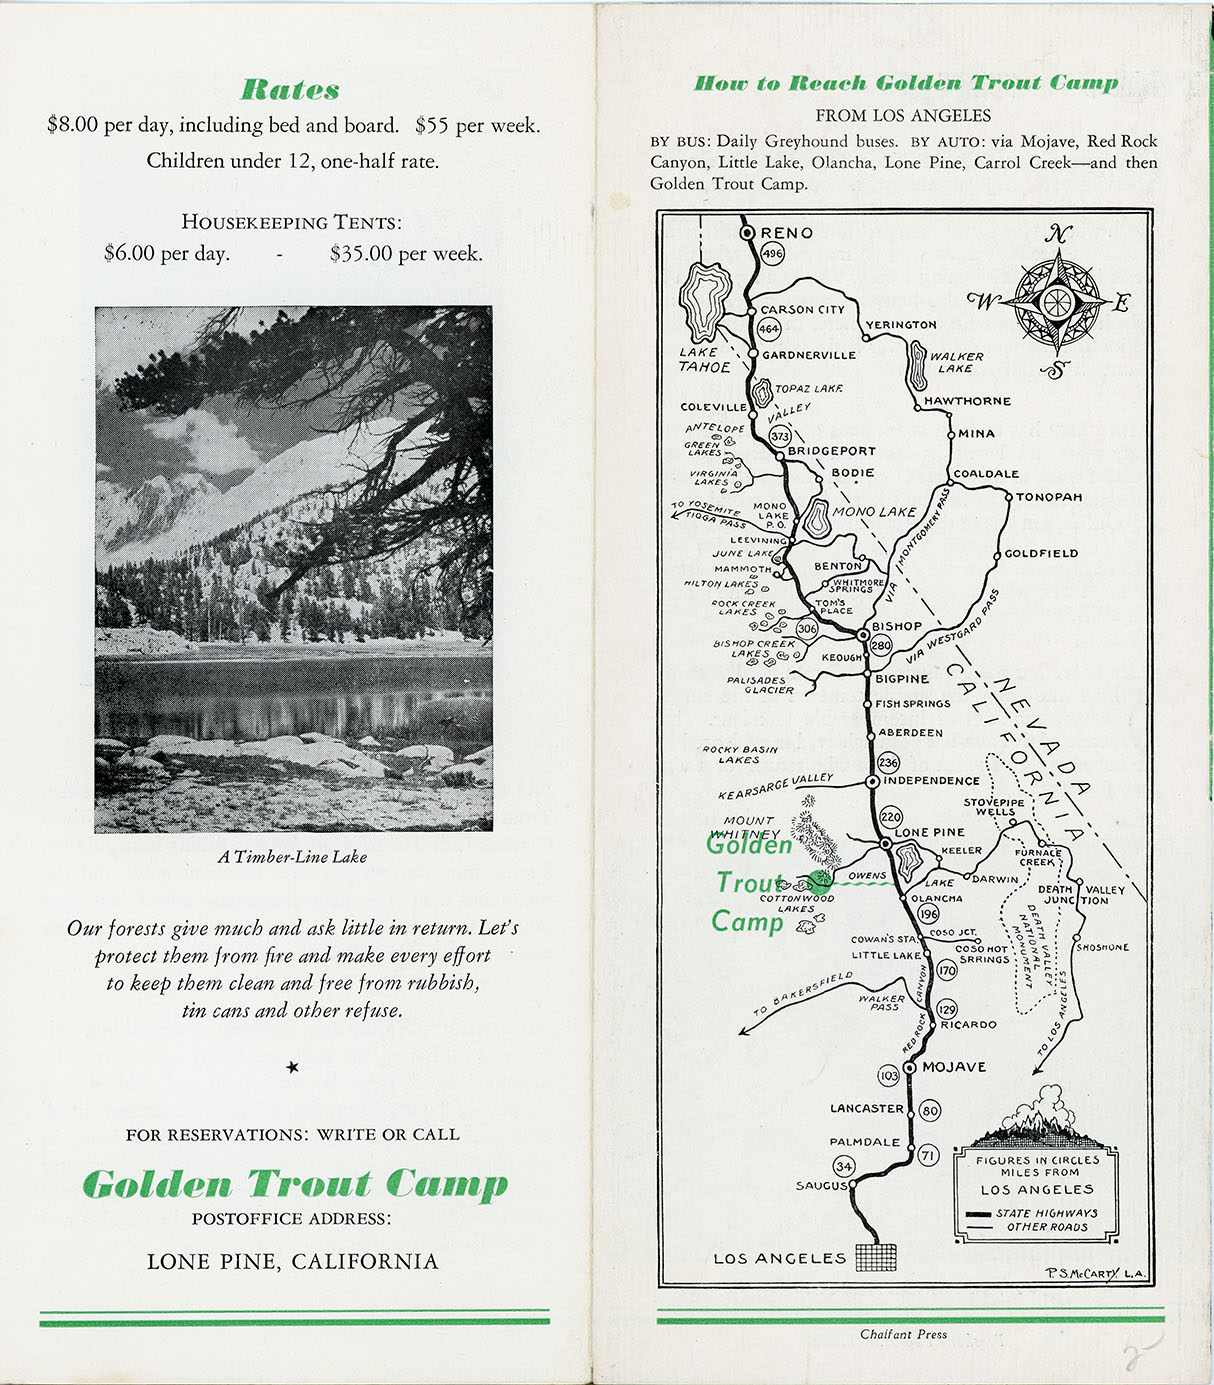 Rates
$8.00 per day, including bed and board. $55 per week.
Children under 12, one-half rate.
HOUSEKEEPING TENTS:
$6.00 per day. - $35.00 per week.
A Timber-Line Lake
Our forests give much and ask little in return. Let's
protect them from fire and make every effort
to keep them clean and free from rubbish,
tin cans and other refuse.
FOR RESERVATIONS: WRITE OR CALL
Golden Trout Camp
POSTOFFICE ADDRESS:
LONE PINE, CALIFORNIA
How to Reach Golden Trout Camp
FROM LOS ANGELES
BY BUS: Daily Greyhound buses. BY AUTO: via Mojave, Red Rock
Canyon, Little Lake, Olancha, Lone Pine, Carrol Creek—and then
Golden Trout Camp.
RENO
496
N
W E
S
CARSON CITY
464
YERINGTON
LAKE
TAHOE
GARDNERVILLE
WALKER
LAKE
TOPAZ LAKE
COLEVILLE
HAWTHORNE
ANTELOPE VALLEY
373
MINA
GREEN
LAKES
BRIDGEPORT
VIRGINIA
LAKES
BODIE
COALDALE
TONOPAH
TO YOSEMITE
TIOGA PASS
MONO
LAKE
P.O.
MONO LAKE
LEEVINING
VIA MONTGOMERY PASS
JUNE LAKE
GOLDFIELD
MAMMOTH
BENTON
HILTON LAKES
WHITMORE
SPRINGS
ROCK CREEK
LAKES
TOM'S
PLACE
306
BISHOP
280
BISHOP CREEK
LAKES
KEOUGH
VIA WESTGARD PASS
PALISADES
GLACIER
BIGPINE
NEVADA
CALIFORNIA
FISH SPRINGS
ABERDEEN
ROCKY BASIN
LAKES
236
KEARSARGE VALLEY
INDEPENDENCE
STOVEPIPE
WELLS
MOUNT
WHITNEY
220
LONE PINE
Golden
Trout
Camp
KEELER
FURNACE
CREEK
OWENS
LAKE
DARWIN
COTTONWOOD
LAKES
OLANCHA
DEATH VALLEY
JUNCTION
196
DEATH VALLEY
NATIONAL
MONUMENT
COWAN'S STA.
COSO JCT.
COSO HOT
SRRINGS
SHOSHONE
LITTLE LAKE
170
TO BAKERSFIELD
WALKER
PASS
129
RED ROCK CANYON
RICARDO
TO LOS ANGELES
103
MOJAVE
LANCASTER
80
PALMDALE
71
34
SAUGUS
FIGURES IN CIRCLES
MILES FROM
LOS ANGELES
STATE HIGHWAYS
OTHER ROADS
LOS ANGELES
P.S. McCARTY L.A.
Chalfant Press
2